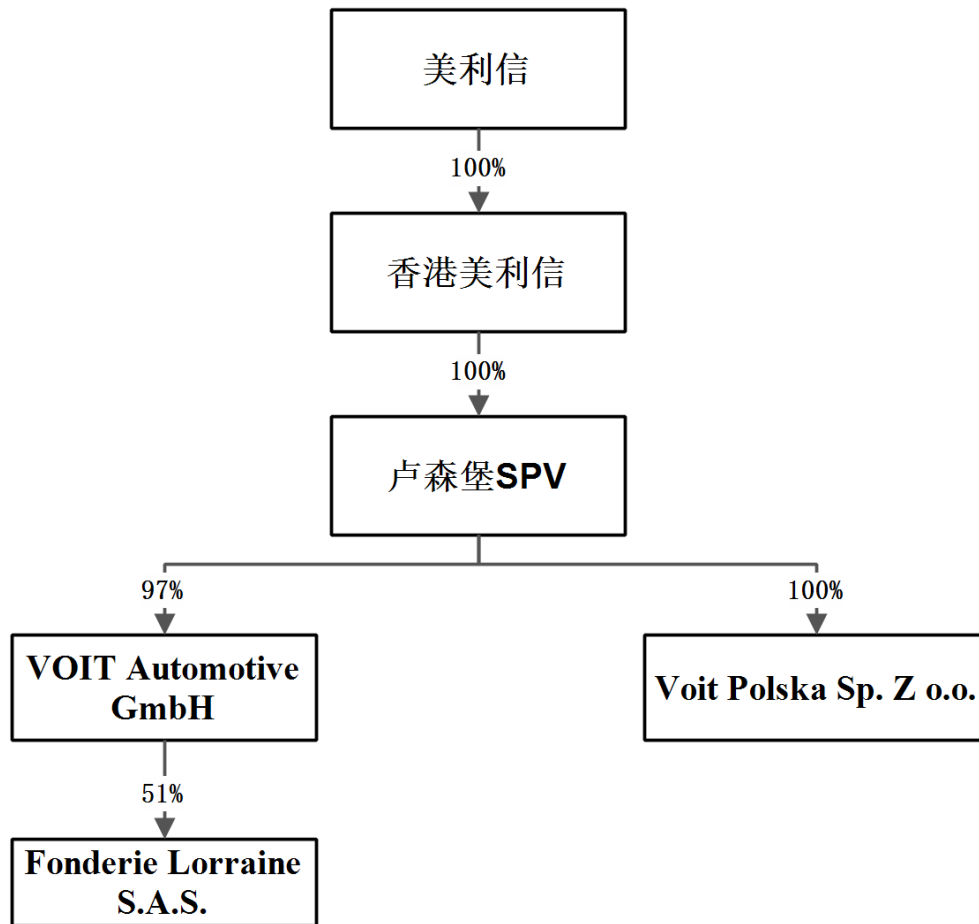 美利信
100%
香港美利信
100%
卢森堡SPV
97%
100%
VOIT Automotive
GmbH
Voit Polska Sp. Z o.o.
51%
Fonderie Lorraine
S.A.S.